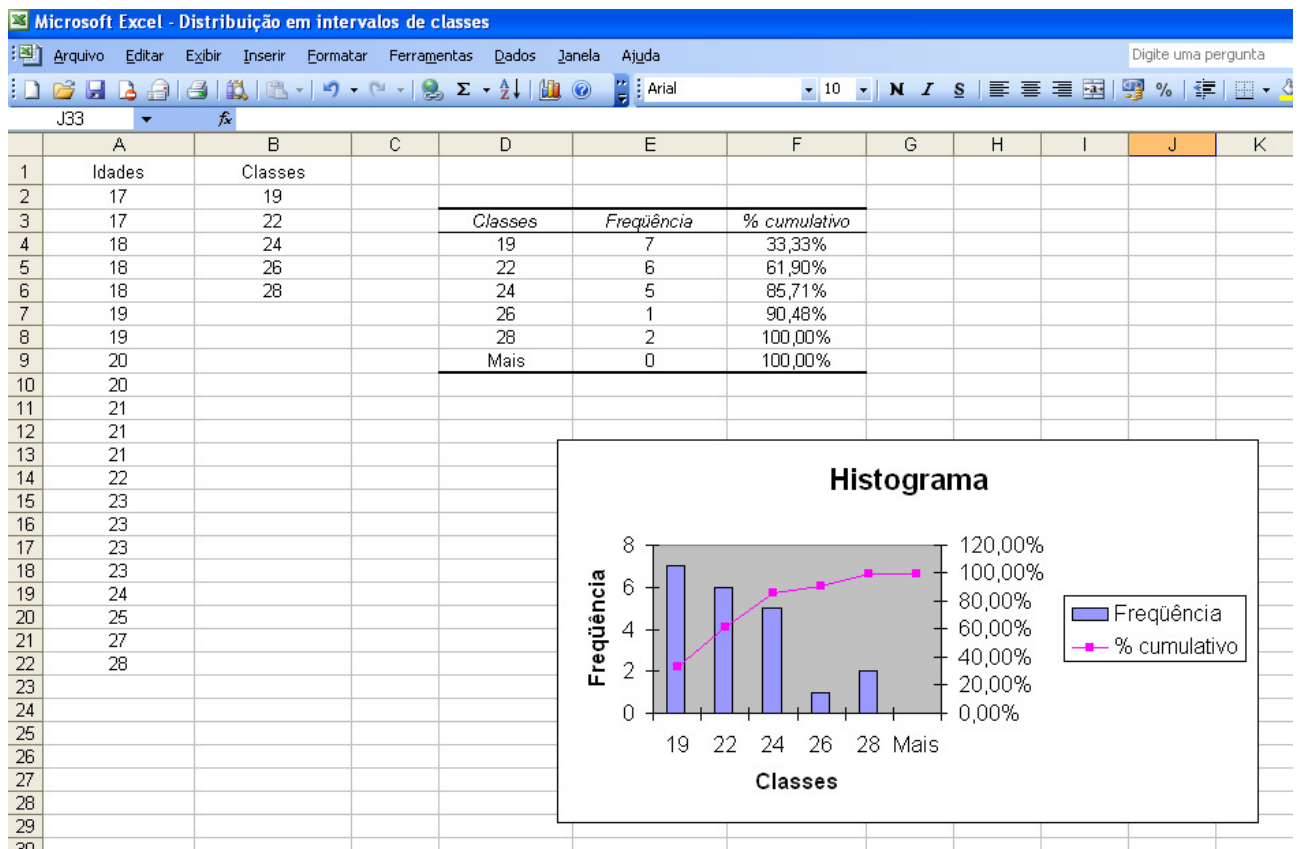 Microsoft Excel - Distribuição em intervalos de classes
Arquivo Editar Exibir Inserir Formatar Ferramentas Dados Janela Ajuda Digite uma pergunta
Arial 10 N I S %
J33 fx
A B C D E F G H I J K
1 Idades Classes
2 17 19
3 17 22 Classes Freqüência % cumulativo
4 18 24 19 7 33,33%
5 18 26 22 6 61,90%
6 18 28 24 5 85,71%
7 19 26 1 90,48%
8 19 28 2 100,00%
9 20 Mais 0 100,00%
10 20
11 21
12 21
13 21
14 22
15 23
16 23
17 23
18 23
19 24
20 25
21 27
22 28
23
24
25
26
27
28
29
30
Histograma
Freqüência
8
6
4
2
0
120,00%
100,00%
80,00%
60,00%
40,00%
20,00%
0,00%
19 22 24 26 28 Mais
Classes
Freqüência
% cumulativo